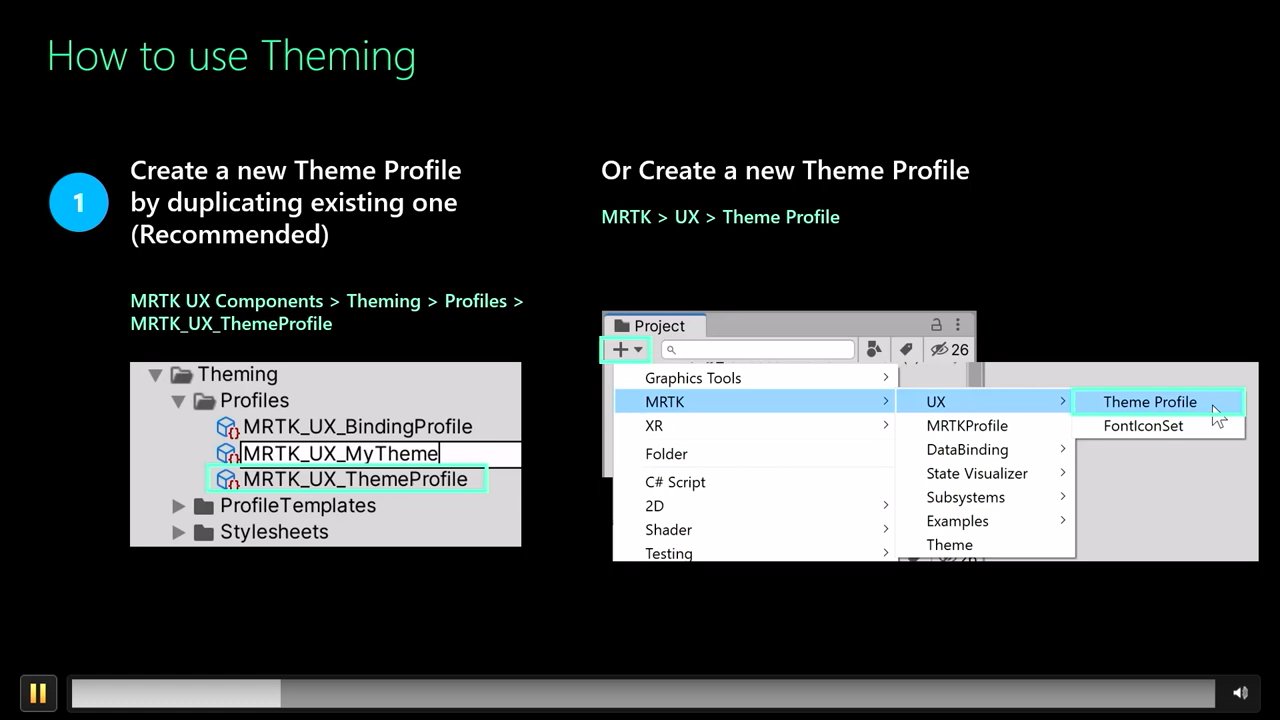 How to use Theming
1
Create a new Theme Profile
by duplicating existing one
(Recommended)
MRTK UX Components > Theming > Profiles >
MRTK_UX_ThemeProfile
Theming
Profiles
MRTK_UX_BindingProfile
MRTK_UX_MyTheme
MRTK_UX_ThemeProfile
ProfileTemplates
Stylesheets
Or Create a new Theme Profile
MRTK > UX > Theme Profile
Project
26
Graphics Tools
MRTK
XR
Folder
C# Script
2D
Shader
Testing
UX
MRTKProfile
DataBinding
State Visualizer
Subsystems
Examples
Theme
Theme Profile
FontIconSet